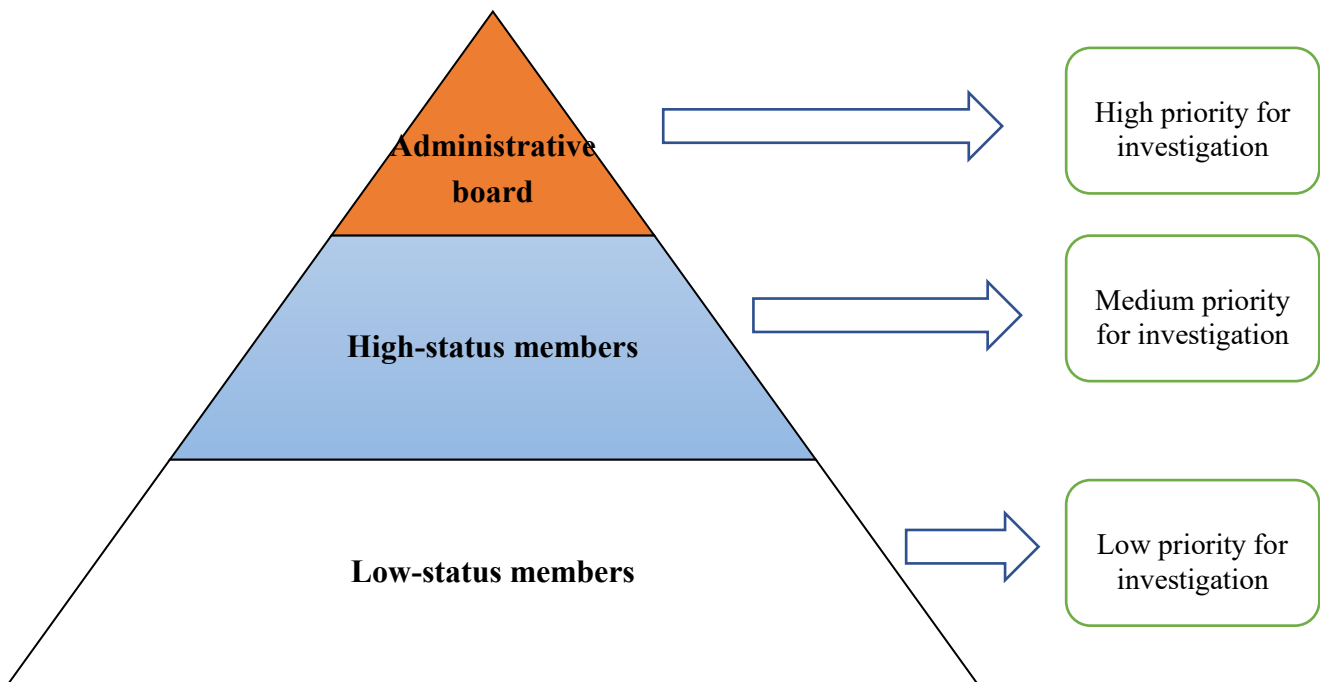 Administrative
board
High priority for
investigation
High-status members
Medium priority
for investigation
Low-status members
Low priority for
investigation